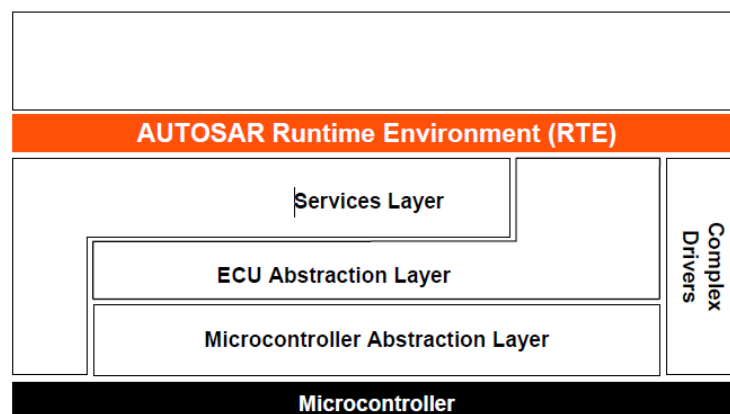 AUTOSAR Runtime Environment (RTE)
Services Layer
ECU Abstraction Layer
Microcontroller Abstraction Layer
Complex
Drivers
Microcontroller